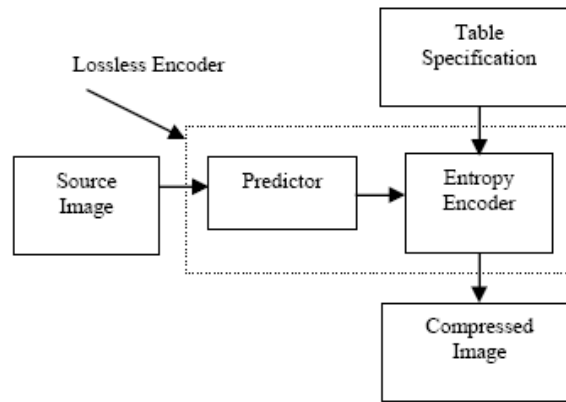 Table
Specification
Lossless Encoder
Source
Image
Predictor
Entropy
Encoder
Compressed
Image